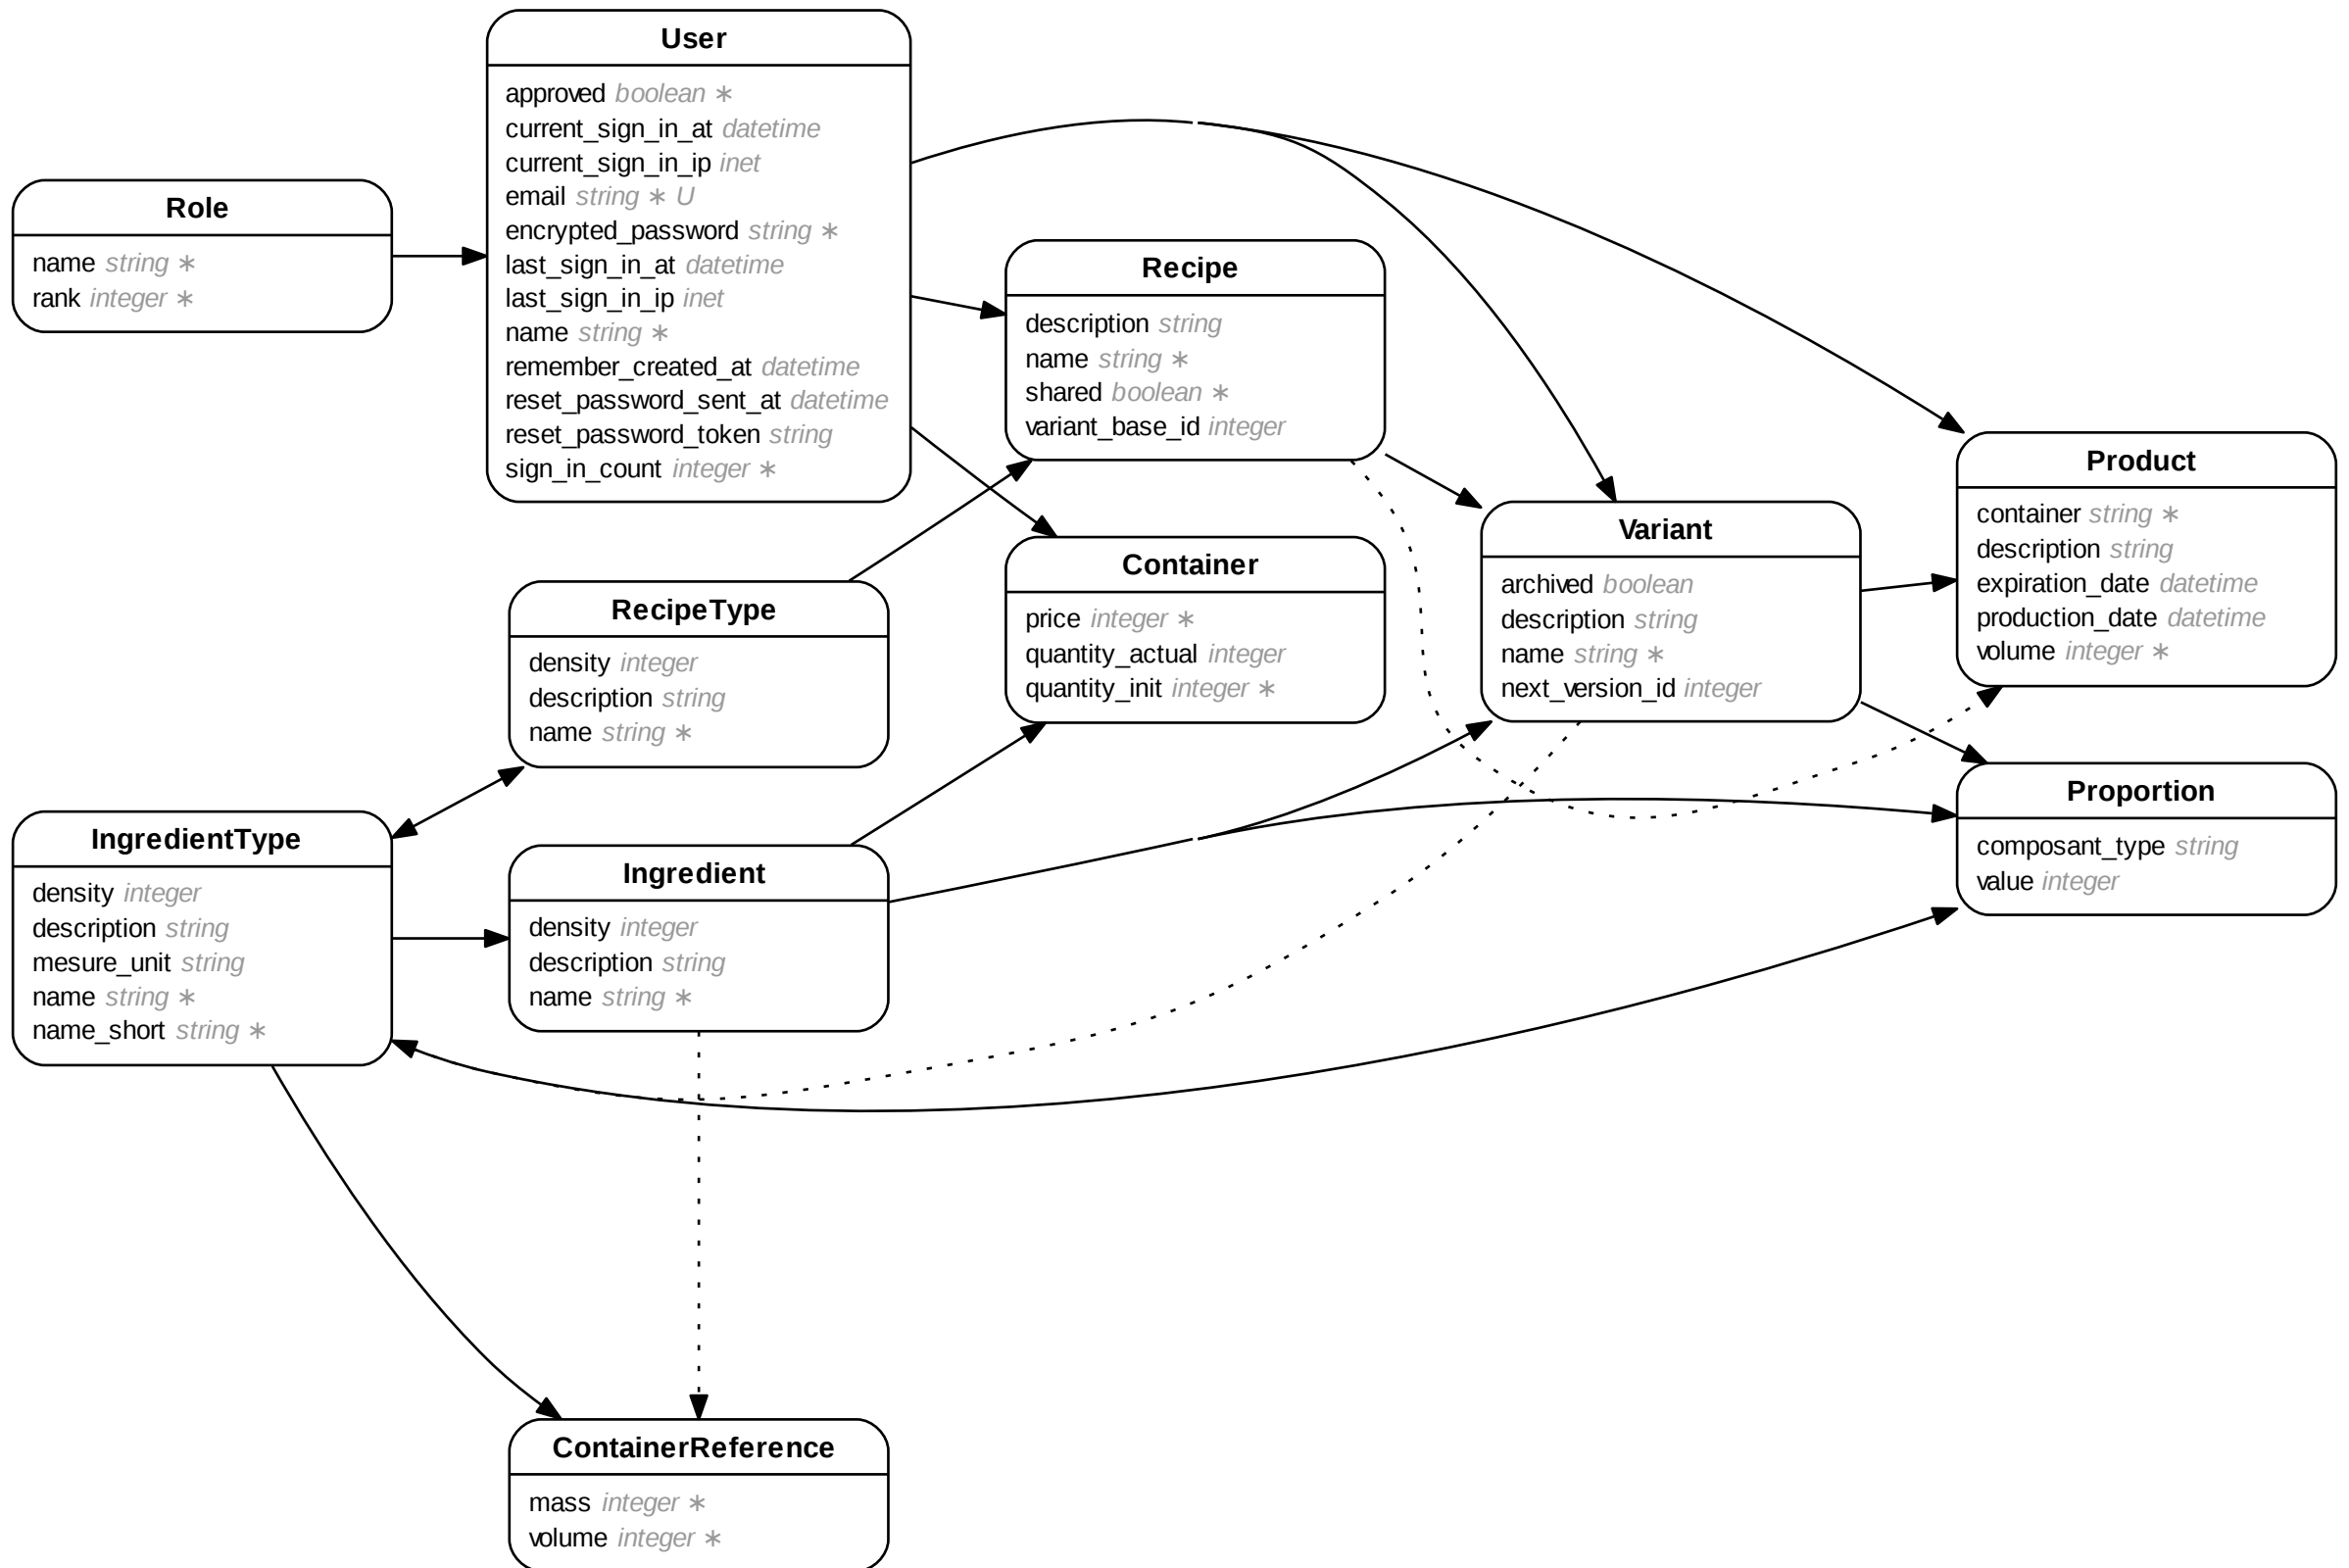 User
approved boolean ∗
current_sign_in_at datetime
current_sign_in_ip inet
email string ∗ U
encrypted_password string ∗
last_sign_in_at datetime
last_sign_in_ip inet
name string ∗
remember_created_at datetime
reset_password_sent_at datetime
reset_password_token string
sign_in_count integer ∗
Role
name string ∗
rank integer ∗
Recipe
description string
name string ∗
shared boolean ∗
variant_base_id integer
Product
container string ∗
description string
expiration_date datetime
production_date datetime
volume integer ∗
Variant
archived boolean
description string
name string ∗
next_version_id integer
Container
price integer ∗
quantity_actual integer
quantity_init integer ∗
RecipeType
density integer
description string
name string ∗
Proportion
composant_type string
value integer
IngredientType
density integer
description string
mesure_unit string
name string ∗
name_short string ∗
Ingredient
density integer
description string
name string ∗
ContainerReference
mass integer ∗
volume integer ∗